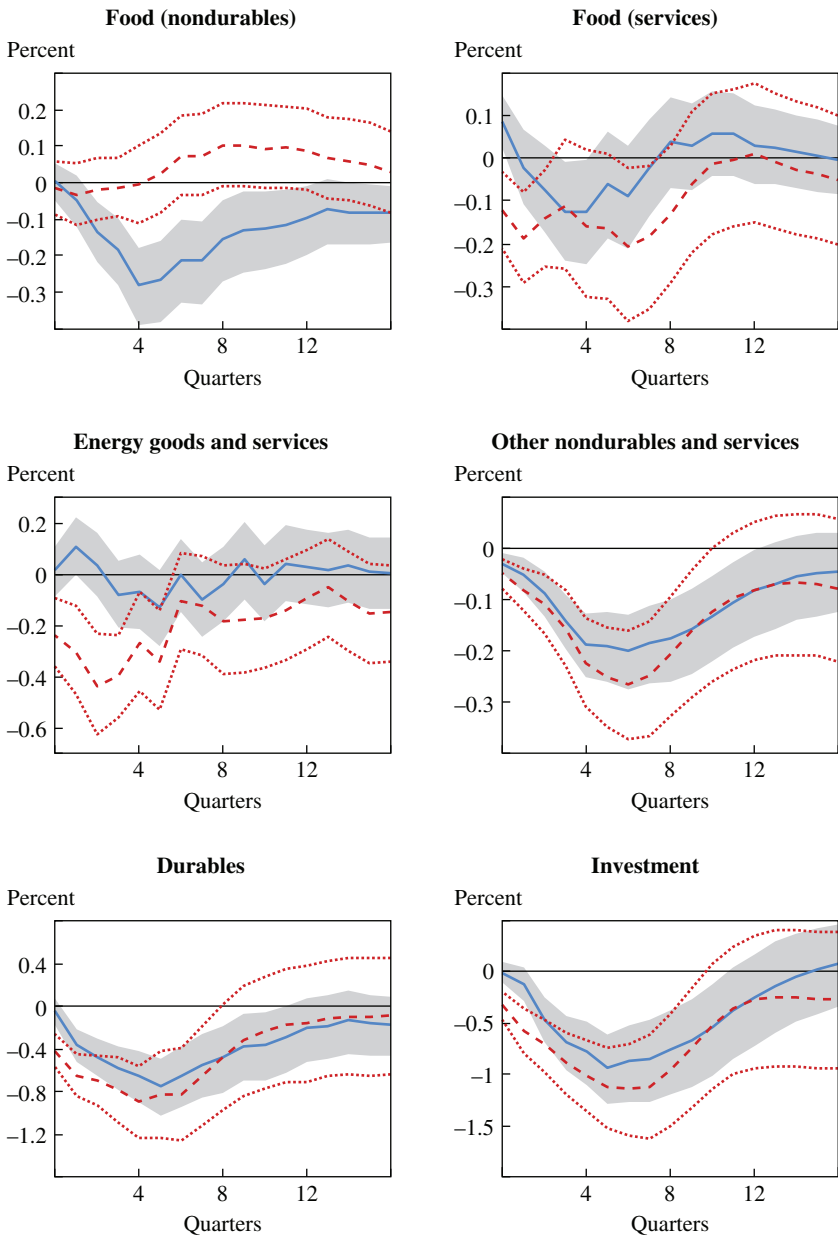 Food (nondurables)
Percent
0.2
0.1
0
–0.1
–0.2
–0.3
4 8 12
Quarters
Food (services)
Percent
0.1
0
–0.1
–0.2
–0.3
4 8 12
Quarters
Energy goods and services
Percent
0.2
0
–0.2
–0.4
–0.6
4 8 12
Quarters
Other nondurables and services
Percent
0
–0.1
–0.2
–0.3
4 8 12
Quarters
Durables
Percent
0.4
0
–0.4
–0.8
–1.2
4 8 12
Quarters
Investment
Percent
0
–0.5
–1
–1.5
4 8 12
Quarters